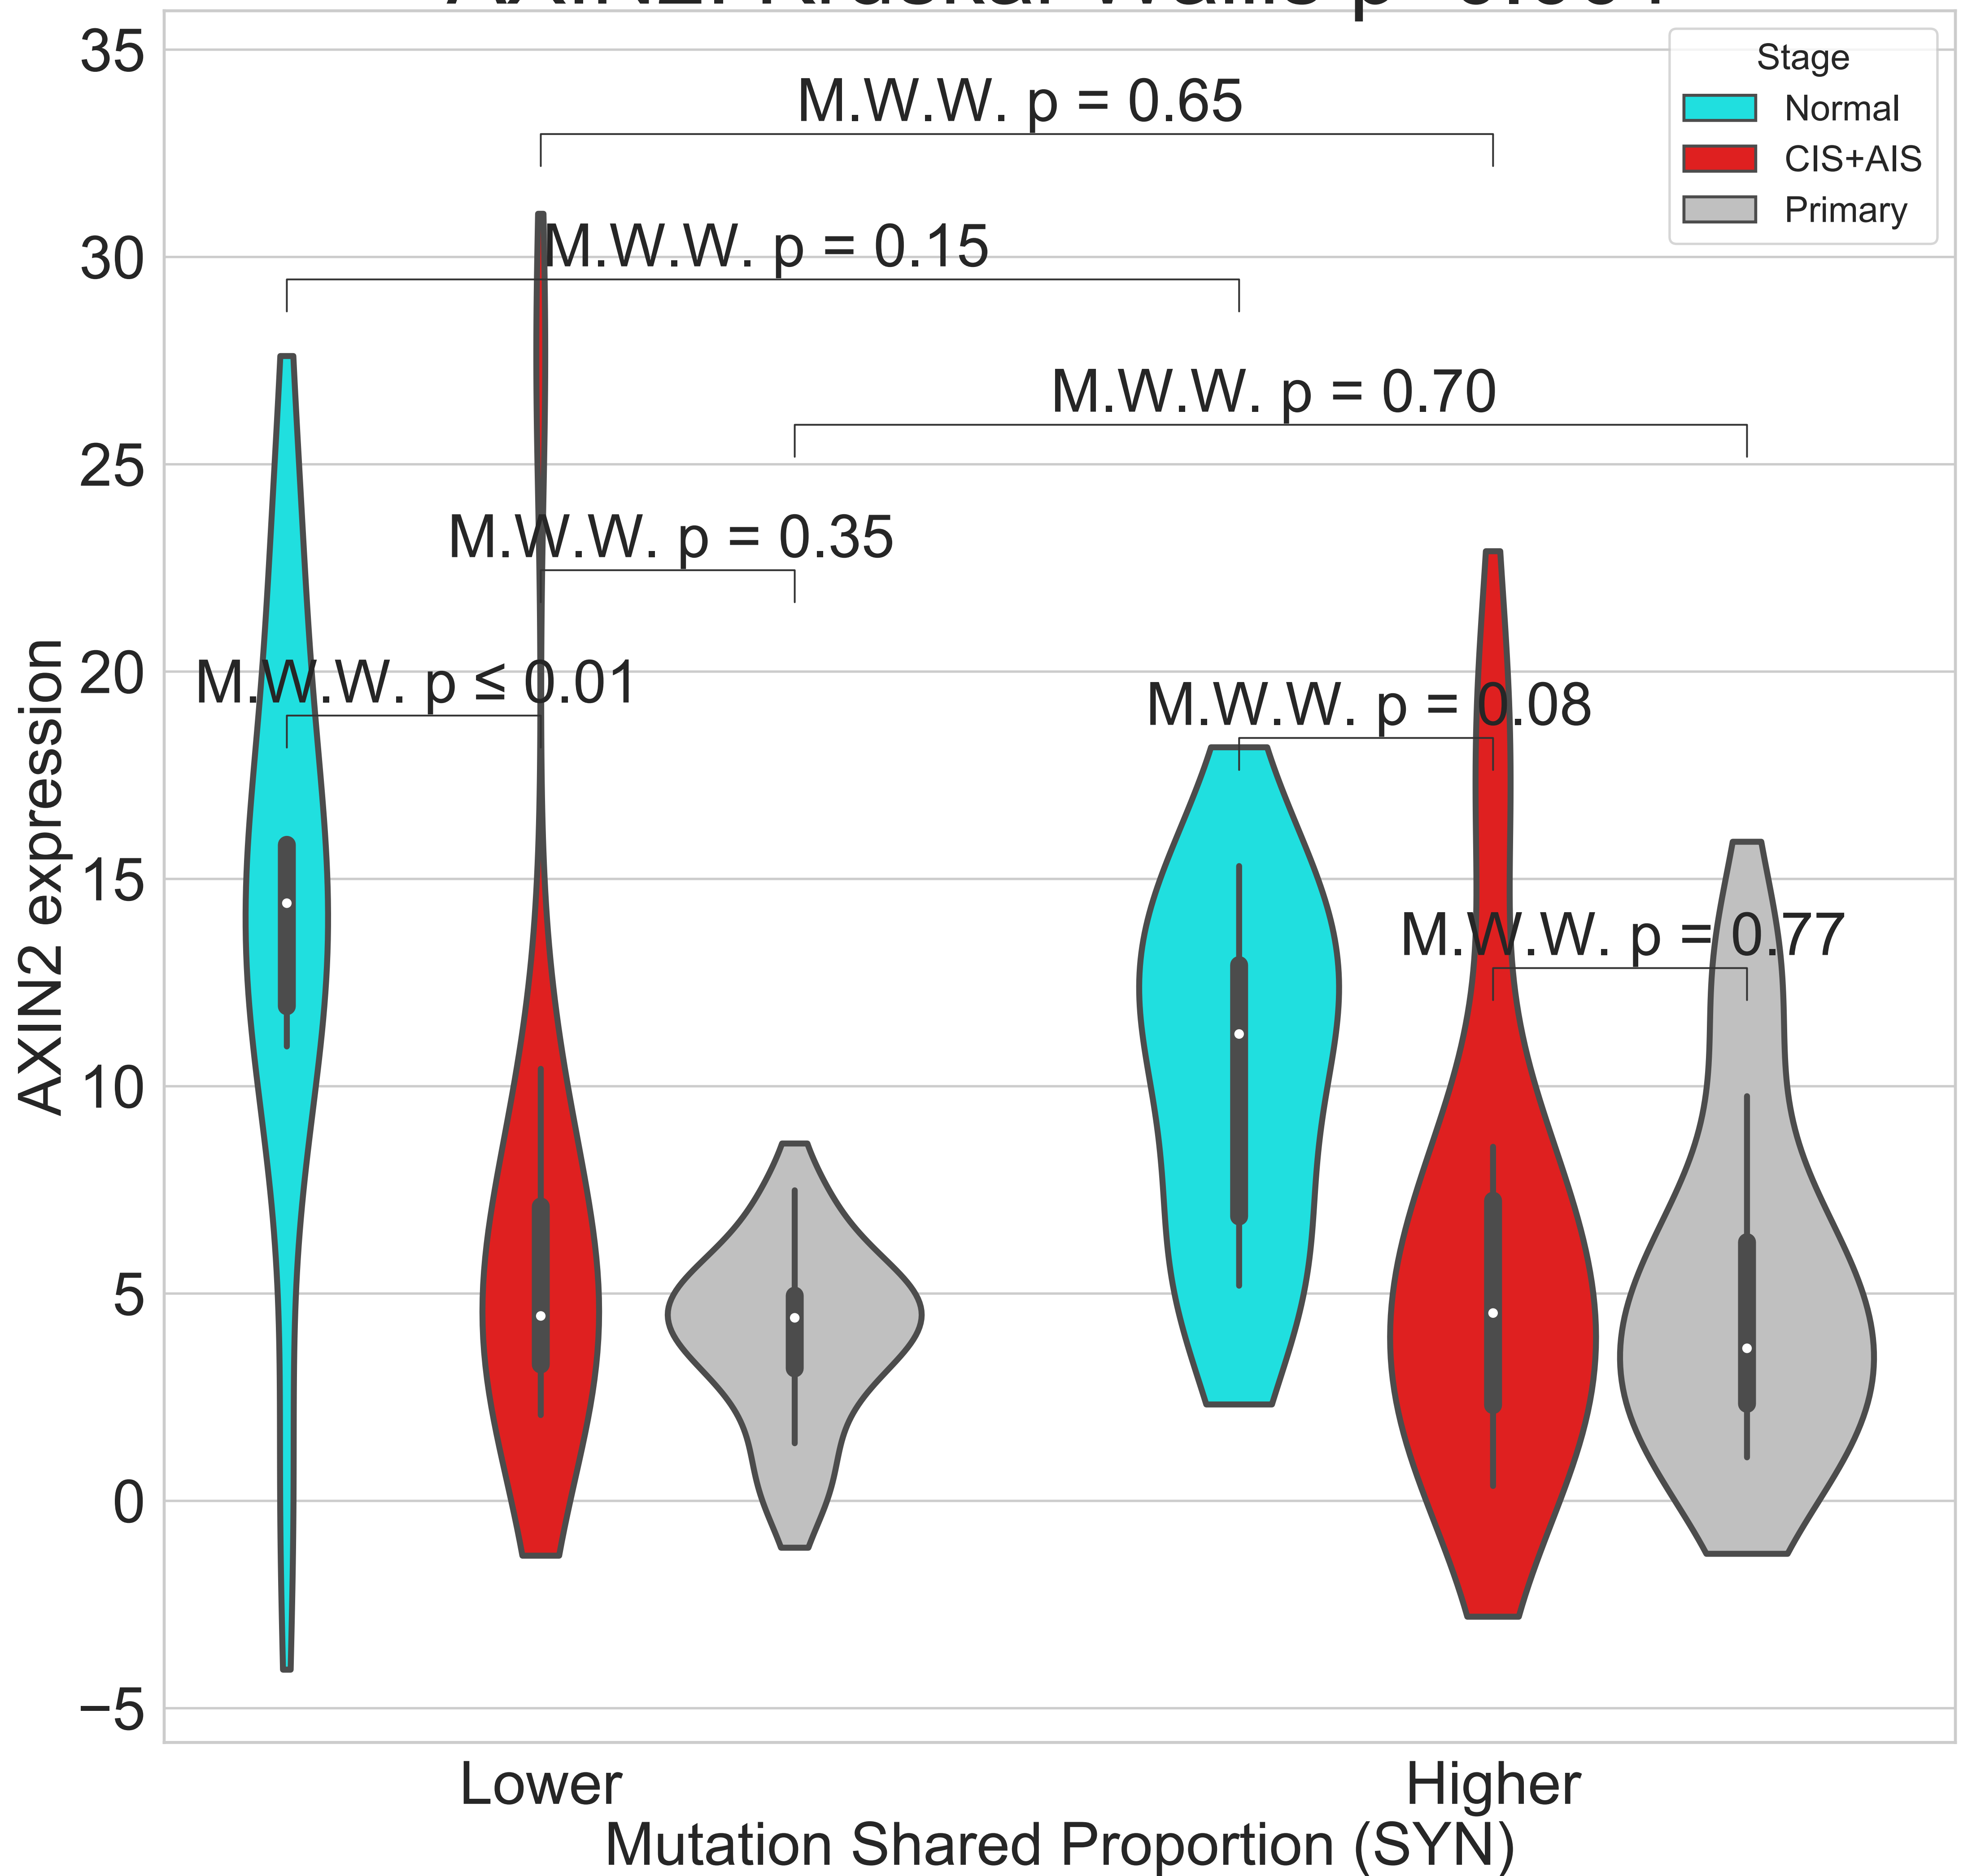 35
30
25
20
15
10
5
0
−5
AXIN2 expression
Stage
Normal
CIS+AIS
Primary
M.W.W. p = 0.65
M.W.W. p = 0.15
M.W.W. p = 0.70
M.W.W. p = 0.35
M.W.W. p ≤ 0.01
M.W.W. p = 0.08
M.W.W. p = 0.77
Lower
Higher
Mutation Shared Proportion (SYN)